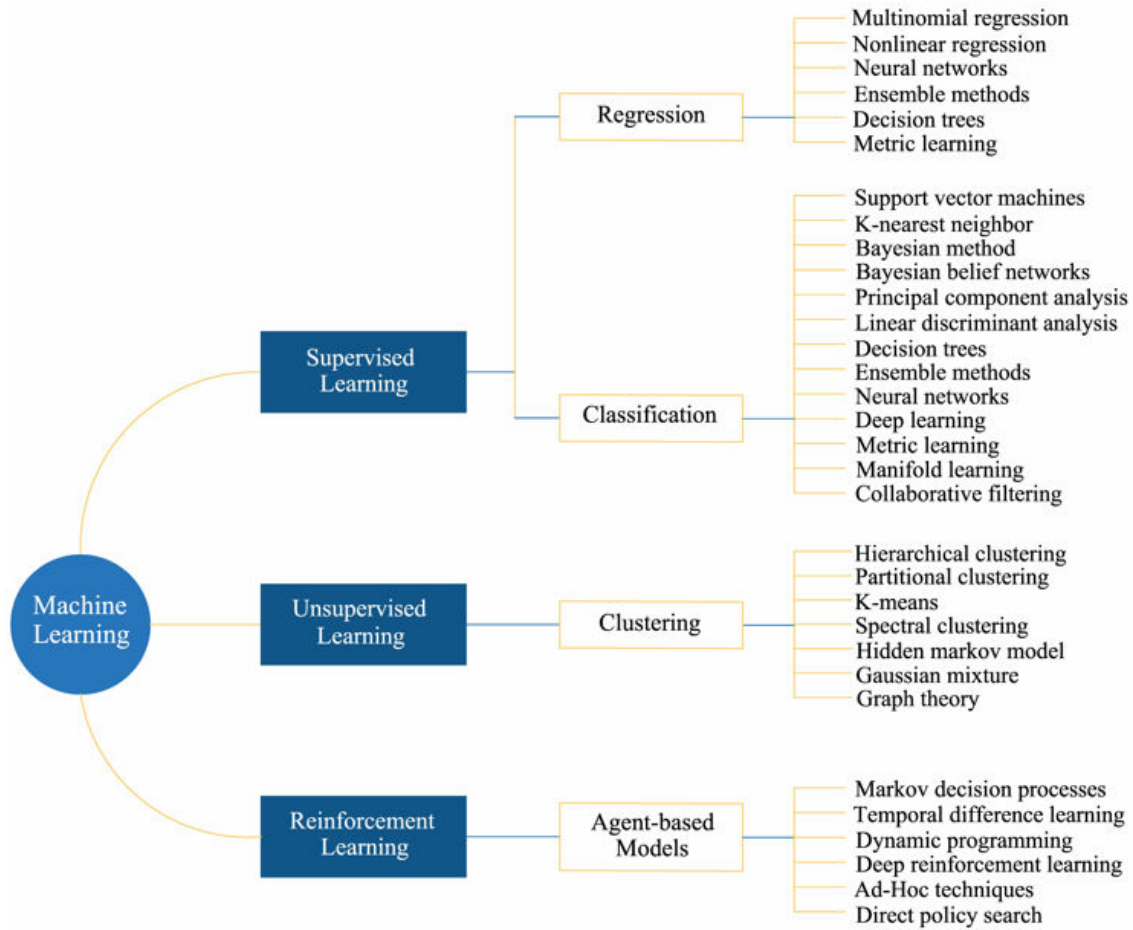 Machine
Learning
Supervised
Learning
Regression
Multinomial regression
Nonlinear regression
Neural networks
Ensemble methods
Decision trees
Metric learning
Classification
Support vector machines
K-nearest neighbor
Bayesian method
Bayesian belief networks
Principal component analysis
Linear discriminant analysis
Decision trees
Ensemble methods
Neural networks
Deep learning
Metric learning
Manifold learning
Collaborative filtering
Unsupervised
Learning
Clustering
Hierarchical clustering
Partitional clustering
K-means
Spectral clustering
Hidden markov model
Gaussian mixture
Graph theory
Reinforcement
Learning
Agent-based
Models
Markov decision processes
Temporal difference learning
Dynamic programming
Deep reinforcement learning
Ad-Hoc techniques
Direct policy search